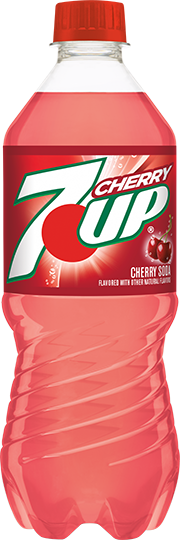 CHERRY
7UP®
CHERRY SODA
FLAVORED WITH OTHER NATURAL FLAVORS